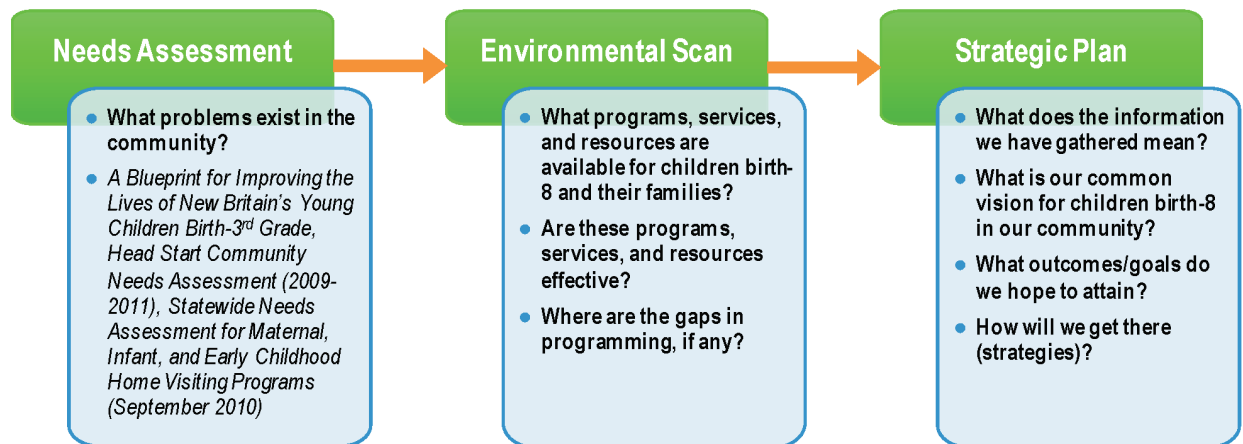 Needs Assessment
What problems exist in the
community?
A Blueprint for Improving the
Lives of New Britain's Young
Children Birth-3rd Grade,
Head Start Community
Needs Assessment (2009-
2011), Statewide Needs
Assessment for Maternal,
Infant, and Early Childhood
Home Visiting Programs
(September 2010)
Environmental Scan
What programs, services,
and resources are
available for children birth-
8 and their families?
Are these programs,
services, and resources
effective?
Where are the gaps in
programming, if any?
Strategic Plan
What does the information
we have gathered mean?
What is our common
vision for children birth-8
in our community?
What outcomes/goals do
we hope to attain?
How will we get there
(strategies)?